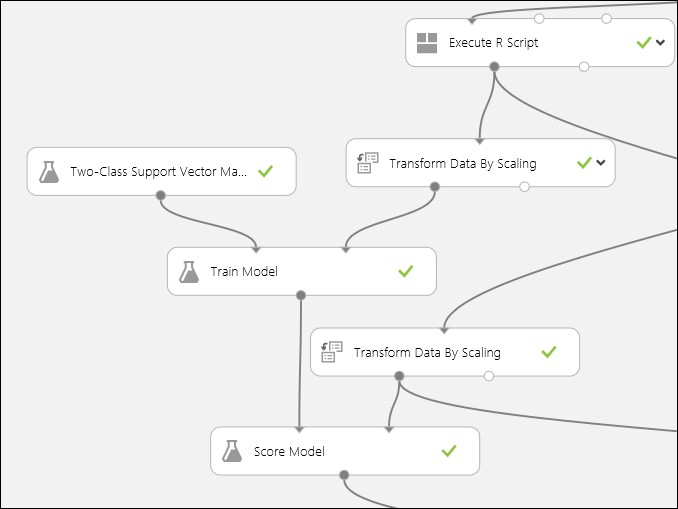 Execute R Script
Transform Data By Scaling
Two-Class Support Vector Ma...
Train Model
Transform Data By Scaling
Score Model